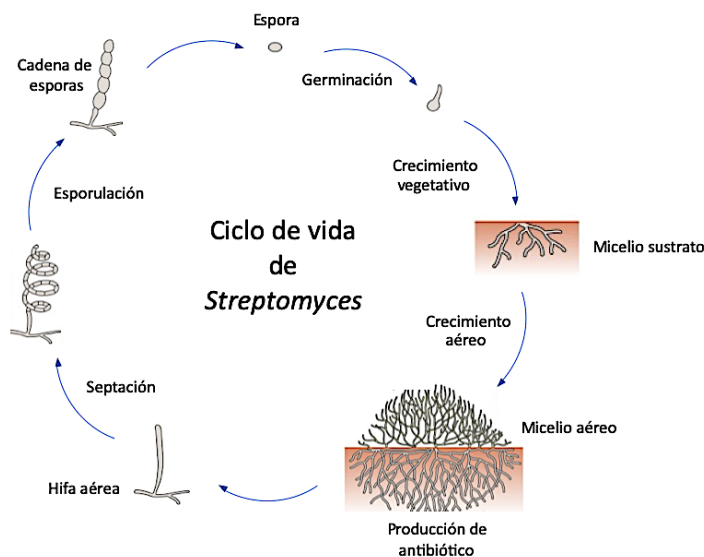 Espora
Cadena de
esporas
Germinación
Crecimiento
vegetativo
Esporulación
Ciclo de vida
de
Streptomyces
Micelio sustrato
Crecimiento
aéreo
Septación
Micelio aéreo
Hifa aérea
Producción de
antibiótico